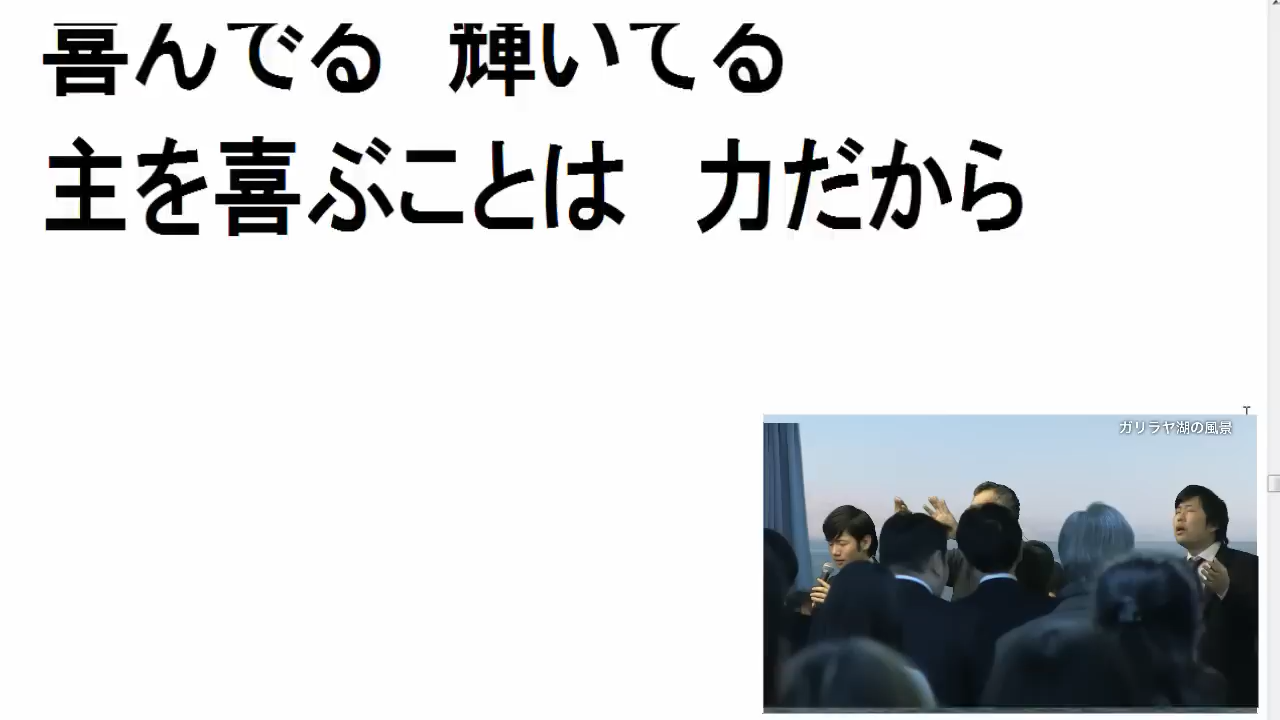 喜んでる　輝いてる
主を喜ぶことは　力だから
ガリラヤ湖の風景